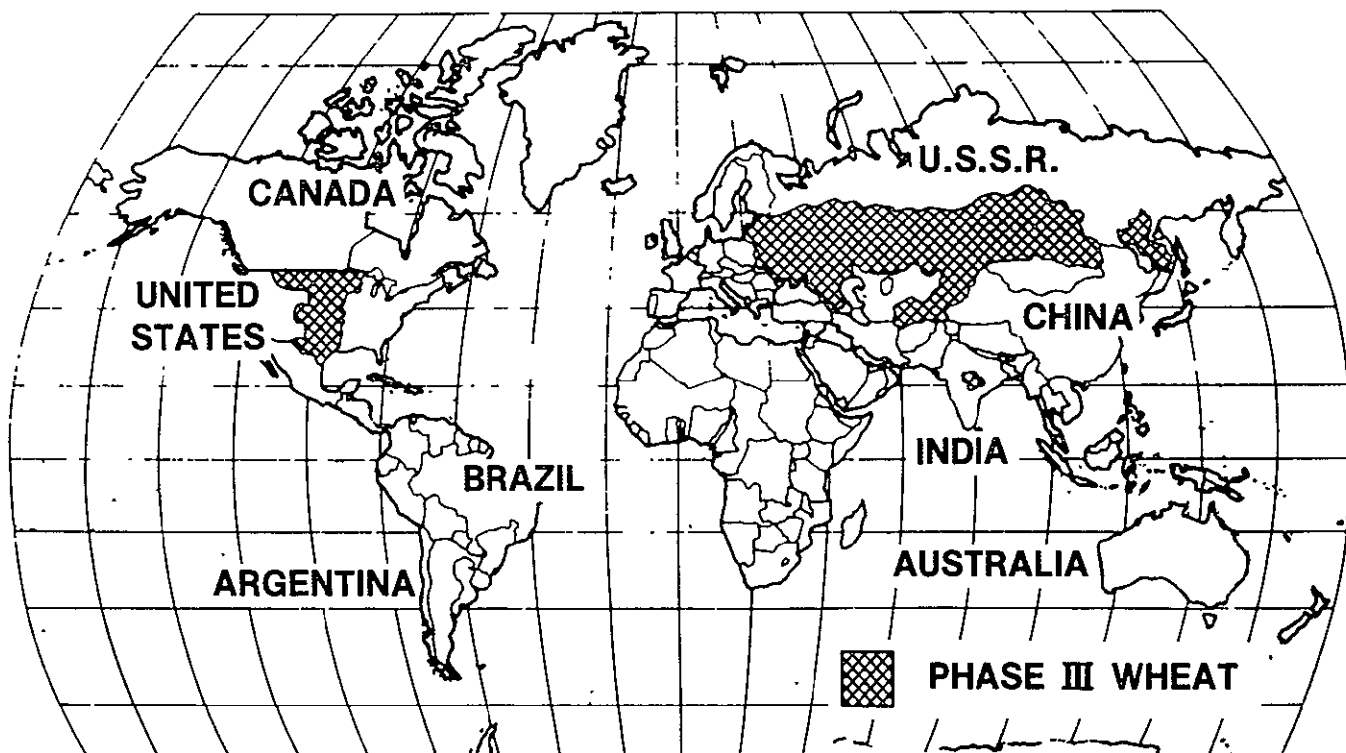 CANADA
U.S.S.R.
UNITED
STATES
CHINA
BRAZIL
INDIA
ARGENTINA
AUSTRALIA
PHASE III WHEAT